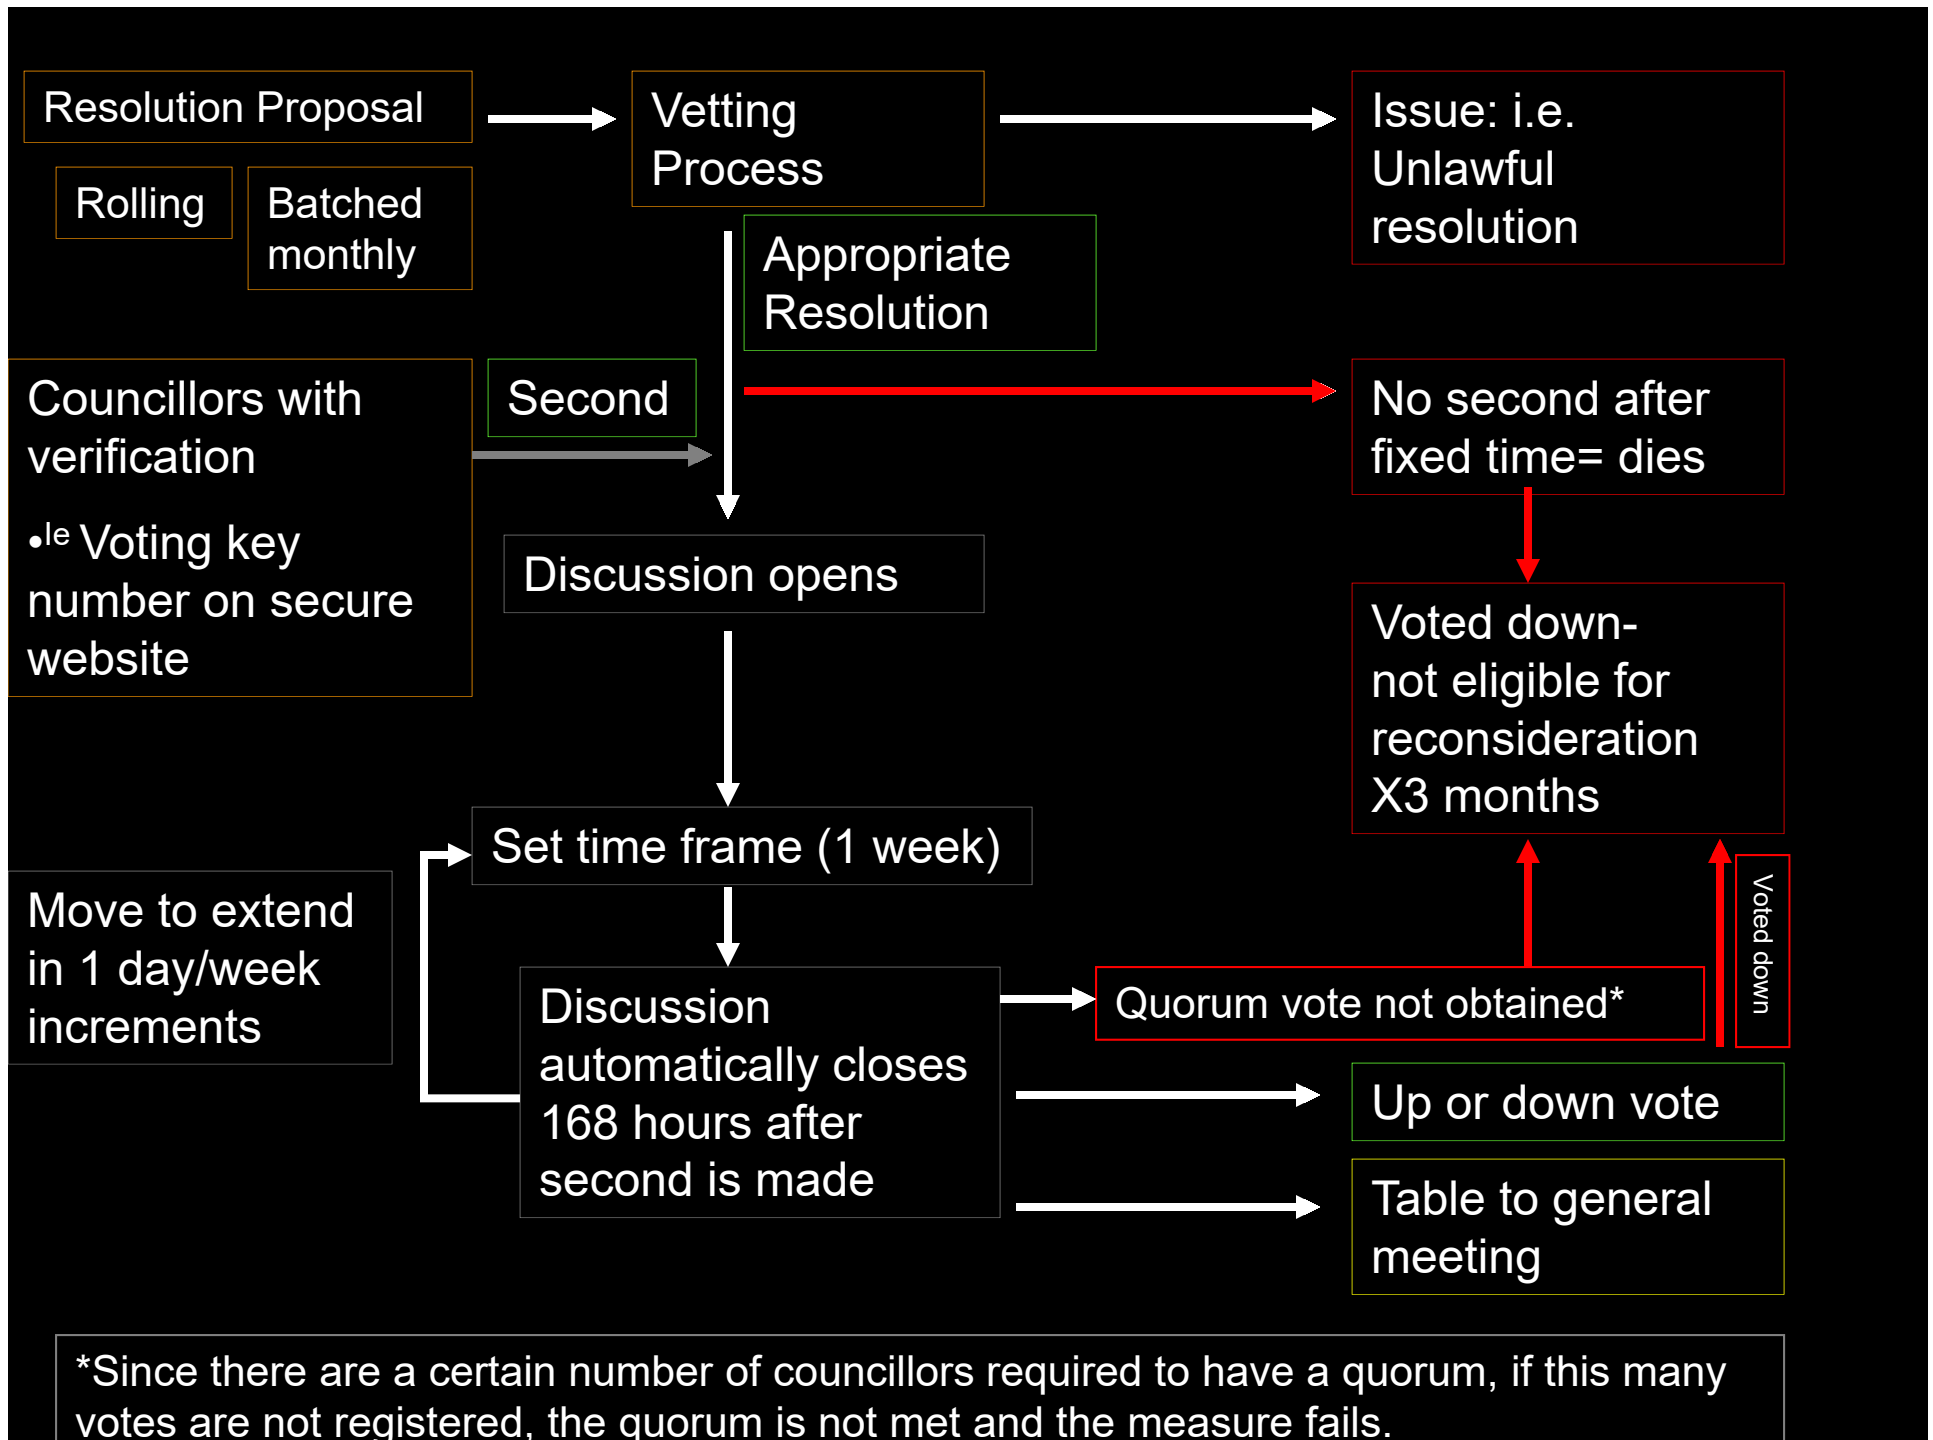 Resolution Proposal
Rolling
Batched
monthly
Vetting
Process
Issue: i.e.
Unlawful
resolution
Appropriate
Resolution
Councillors with
verification
•Ie Voting key
number on secure
website
Second
No second after
fixed time= dies
Discussion opens
Voted down-
not eligible for
reconsideration
X3 months
Set time frame (1 week)
Move to extend
in 1 day/week
increments
Discussion
automatically closes
168 hours after
second is made
Quorum vote not obtained*
Voted down
Up or down vote
Table to general
meeting
*Since there are a certain number of councillors required to have a quorum, if this many
votes are not registered, the quorum is not met and the measure fails.